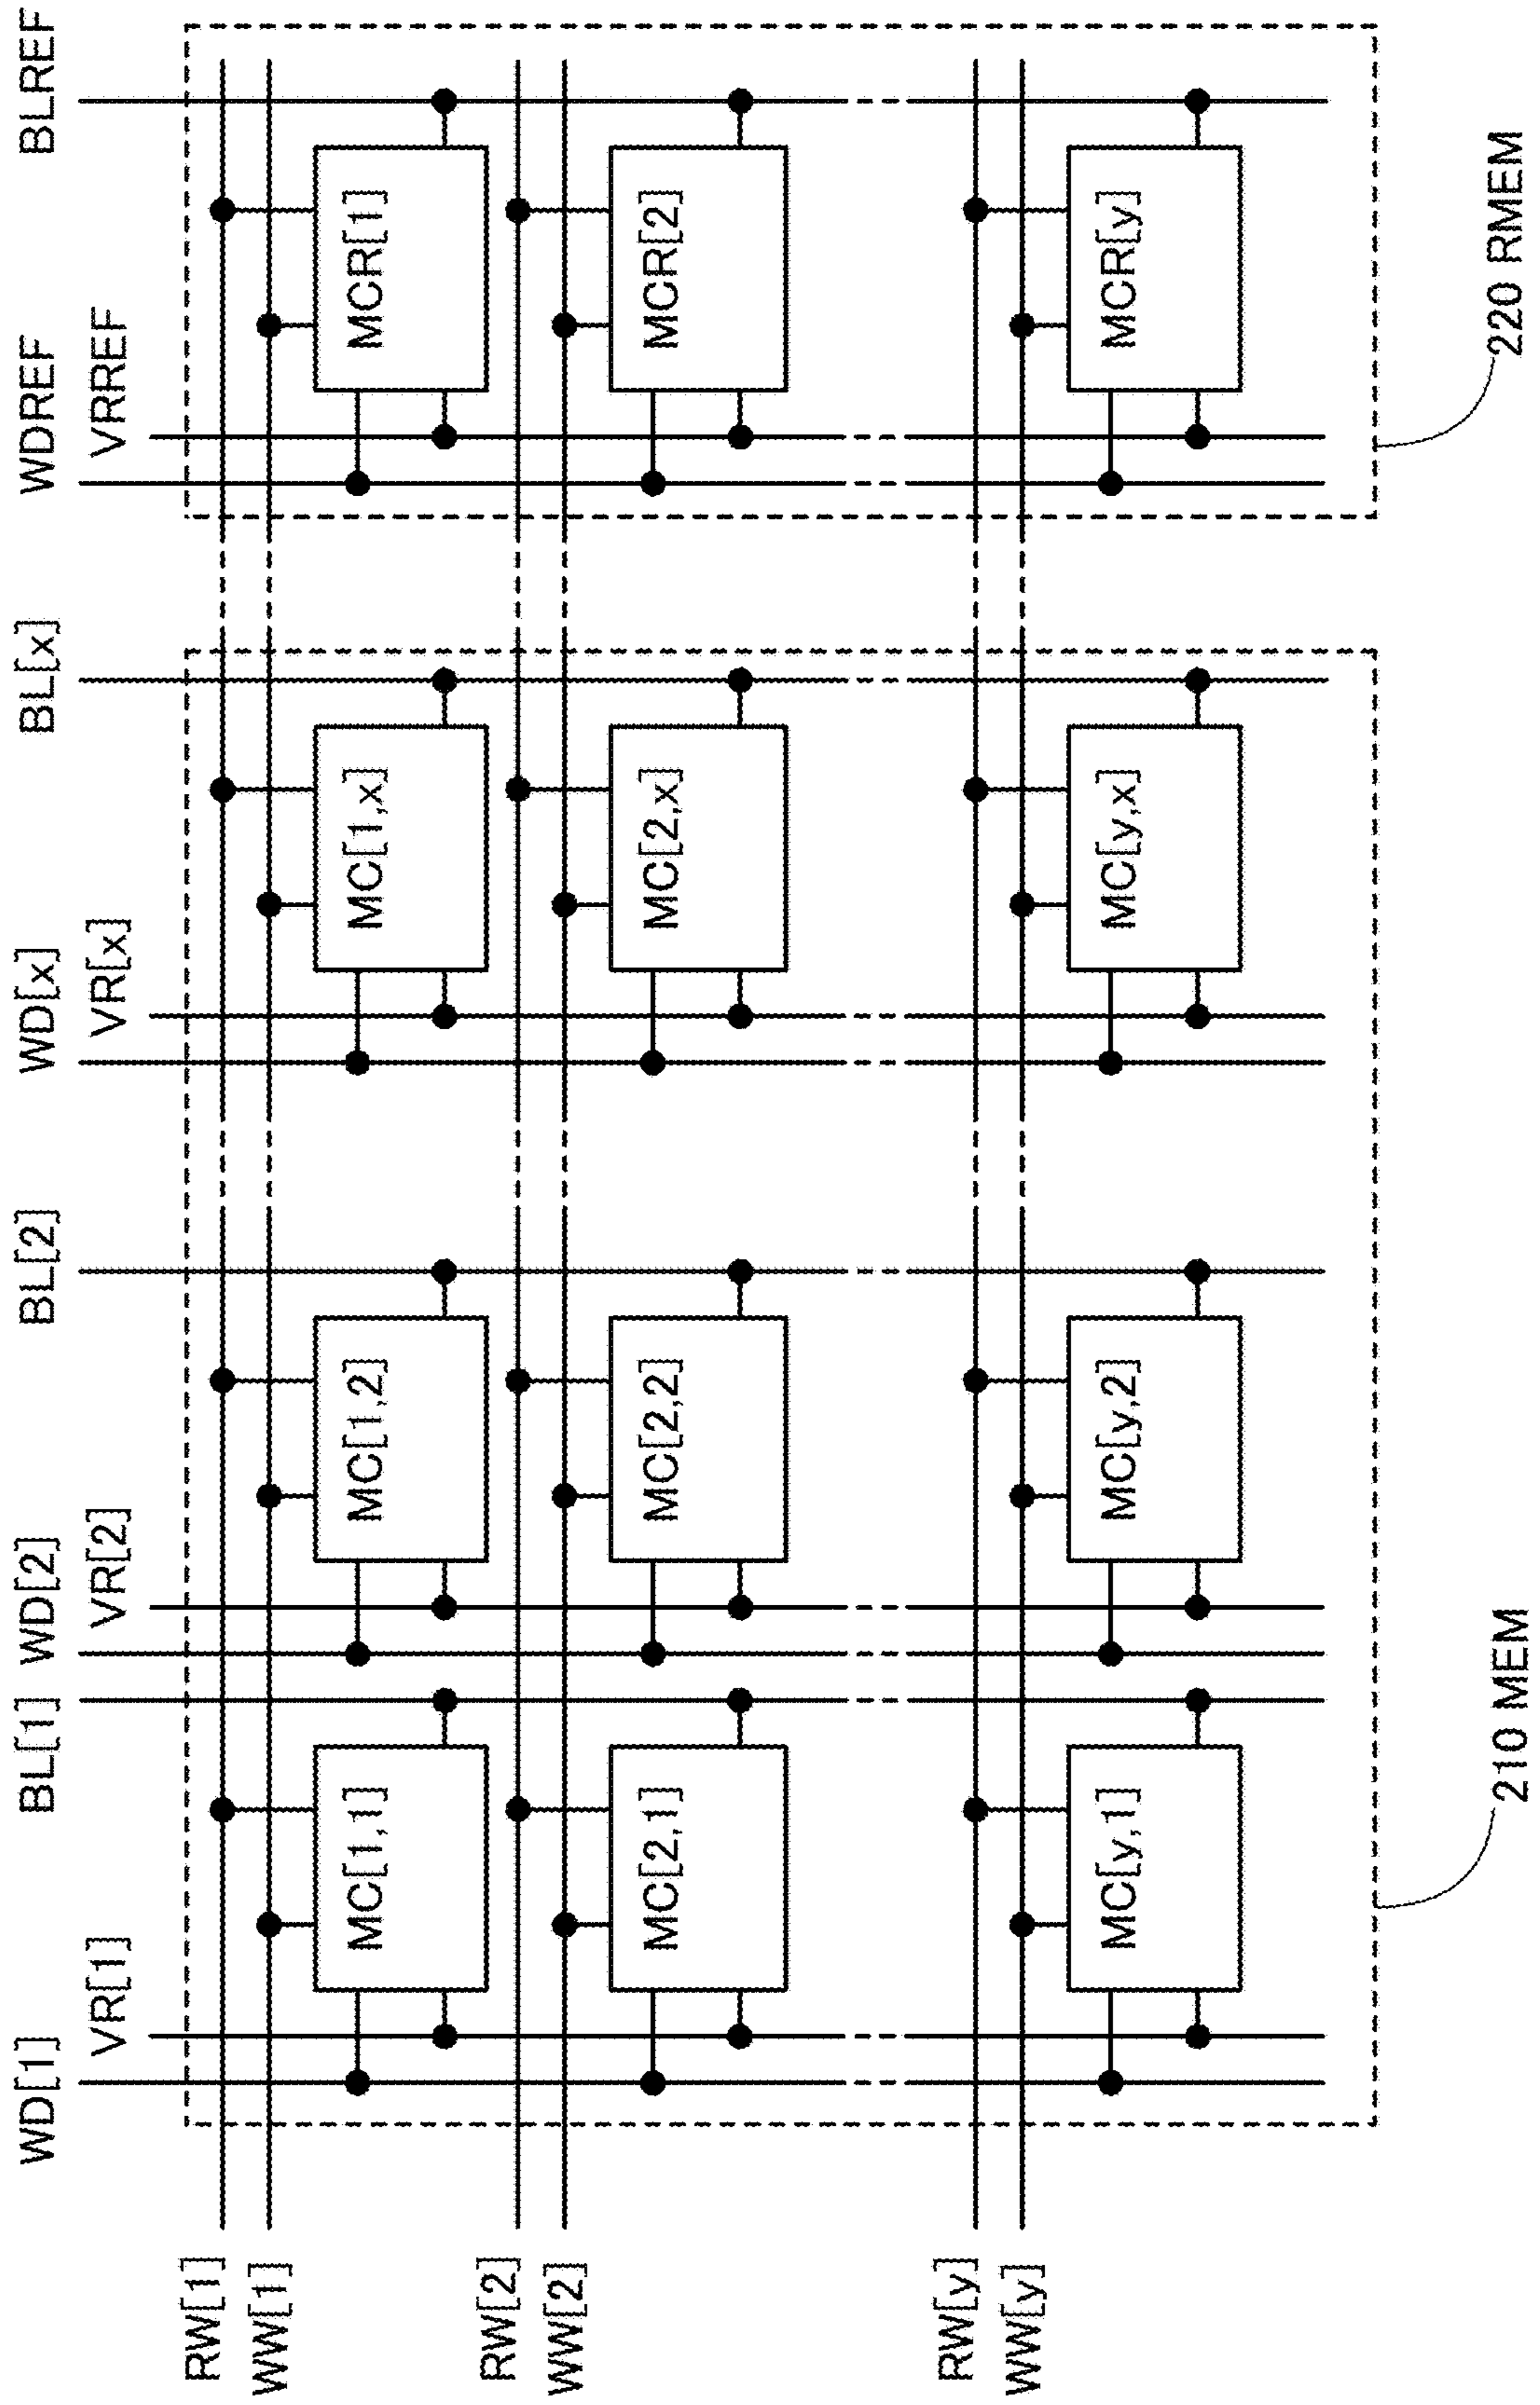 WD[1] BL[1] WD[2] BL[2] WD[x] BL[x] WDREF BLREF
VR[1] VR[2] VR[x] VRREF
RW[1]
WW[1]
MC[1,1] MC[1,2] MC[1,x] MCR[1]
RW[2]
WW[2]
MC[2,1] MC[2,2] MC[2,x] MCR[2]
RW[y]
WW[y]
MC[y,1] MC[y,2] MC[y,x] MCR[y]
210 MEM 220 RMEM